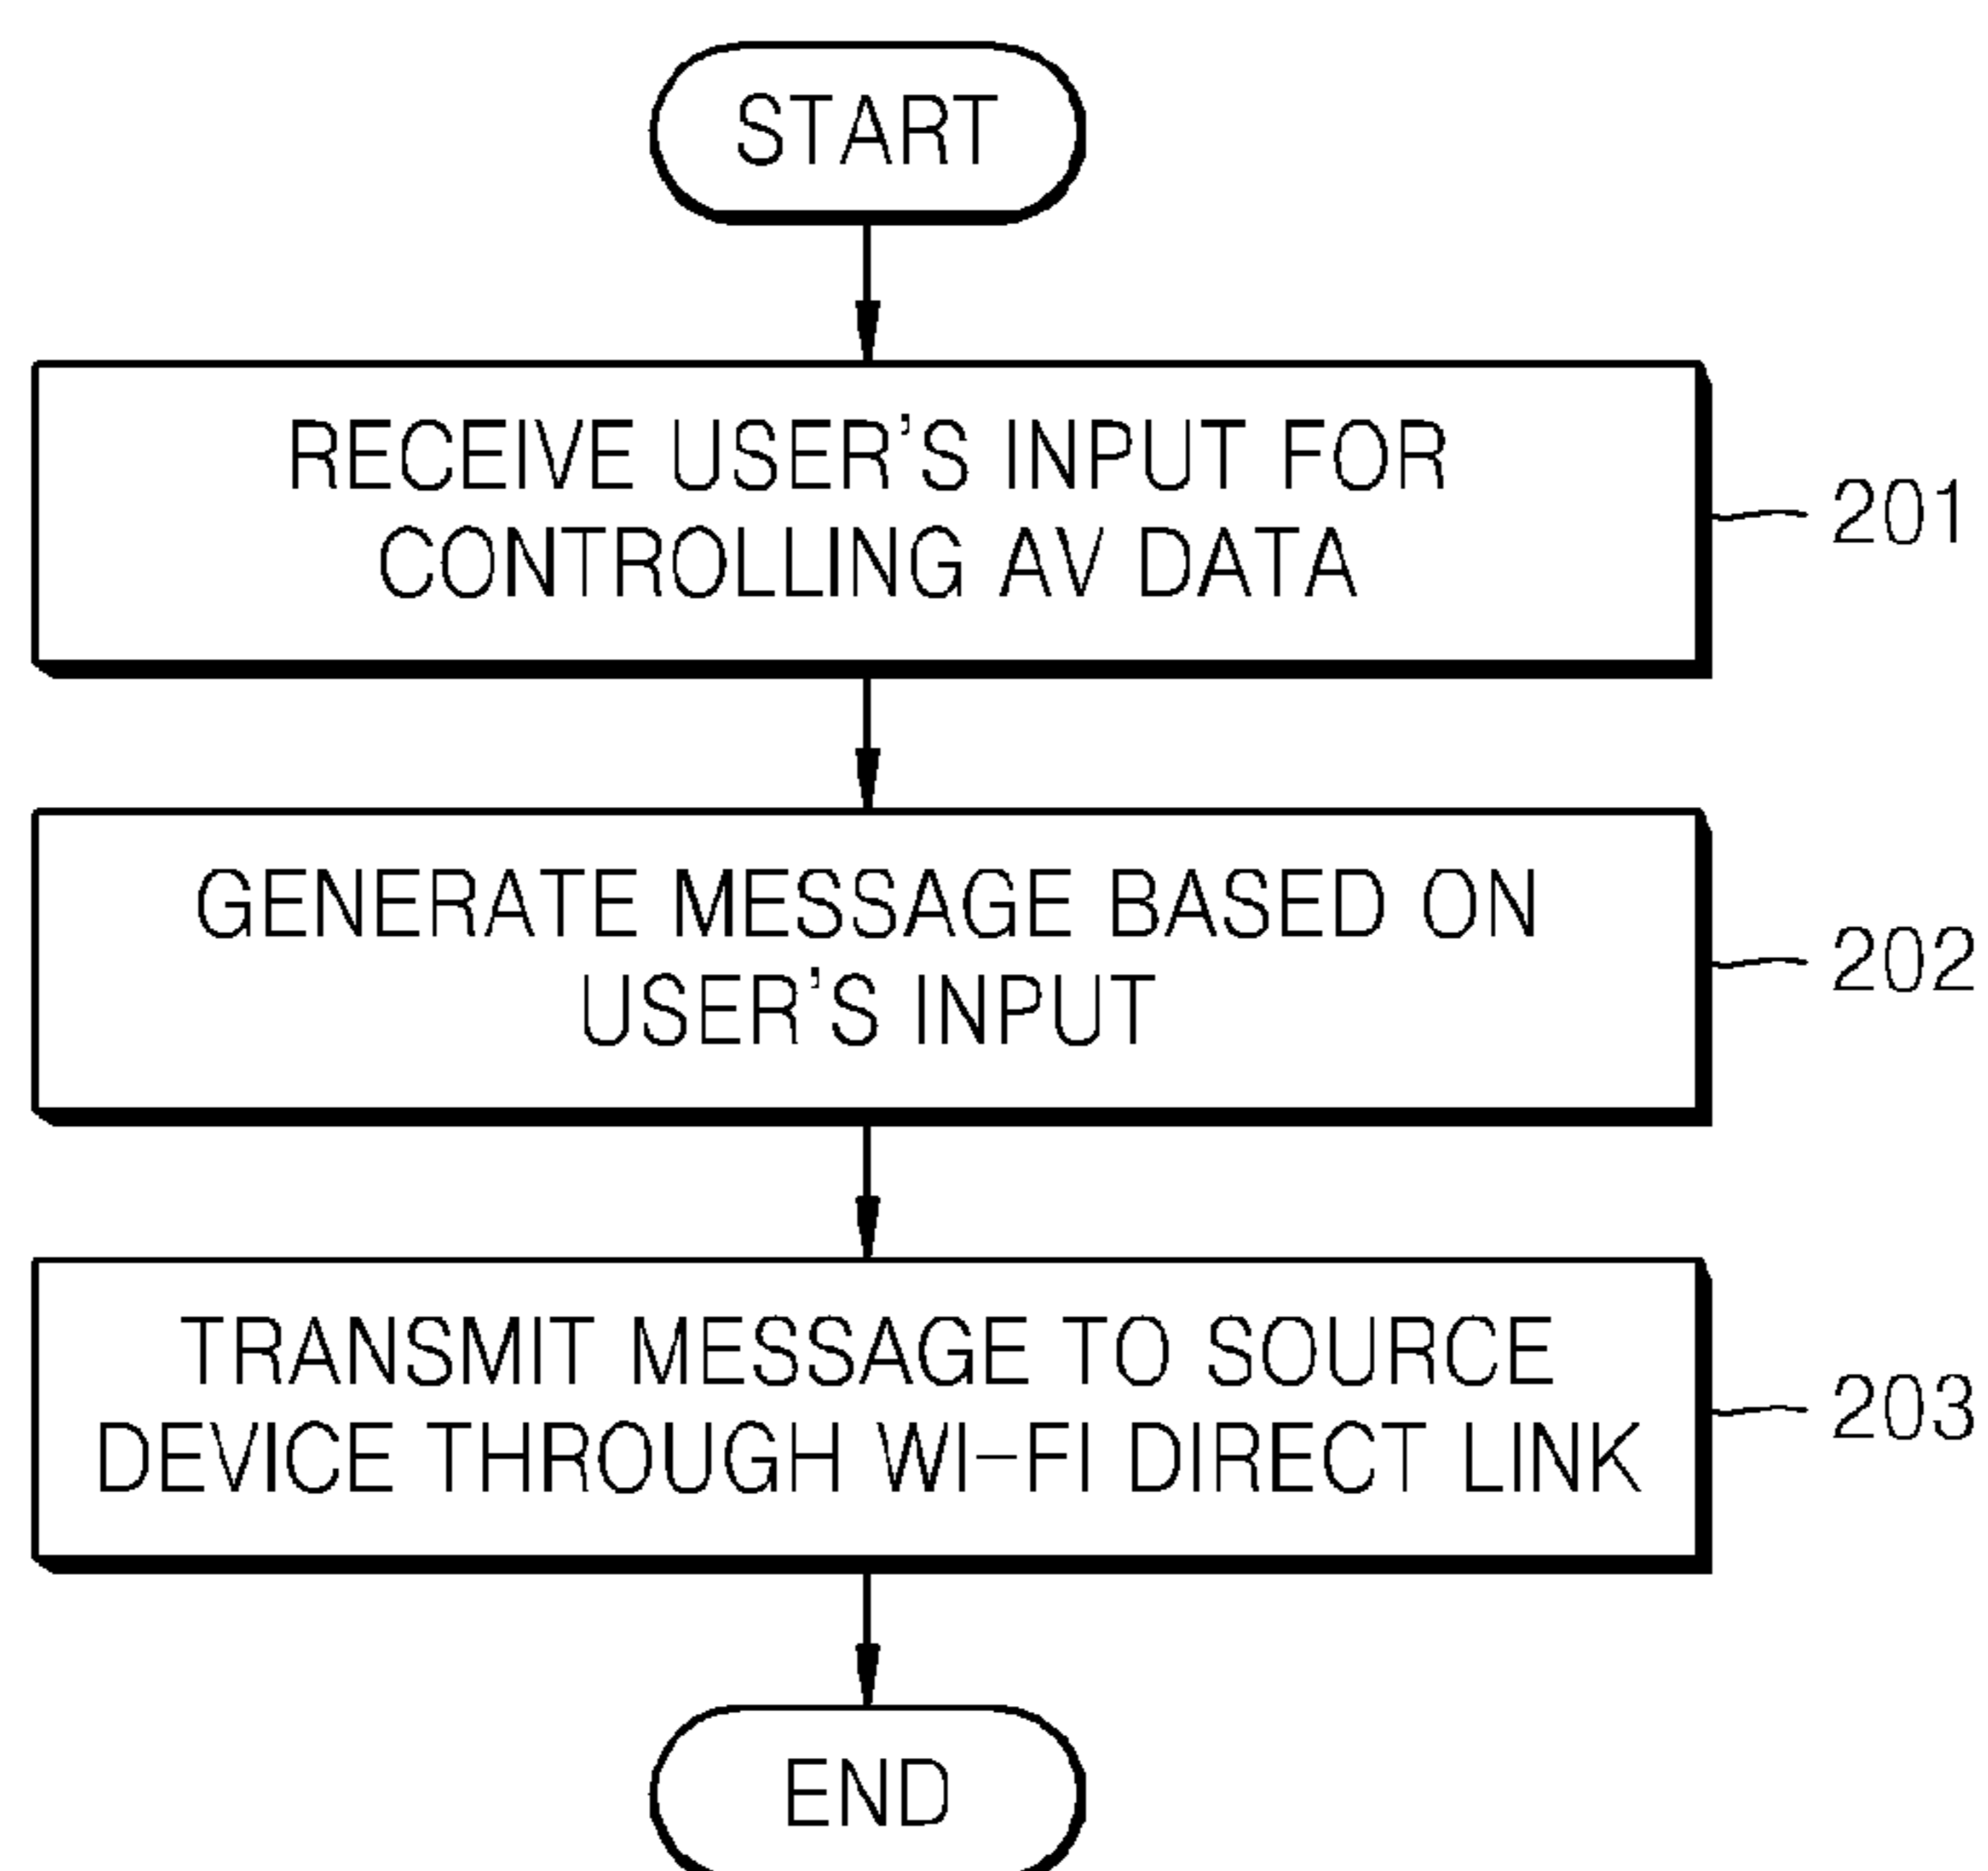 START
RECEIVE USER'S INPUT FOR
CONTROLLING AV DATA
201
GENERATE MESSAGE BASED ON
USER'S INPUT
202
TRANSMIT MESSAGE TO SOURCE
DEVICE THROUGH WI-FI DIRECT LINK
203
END